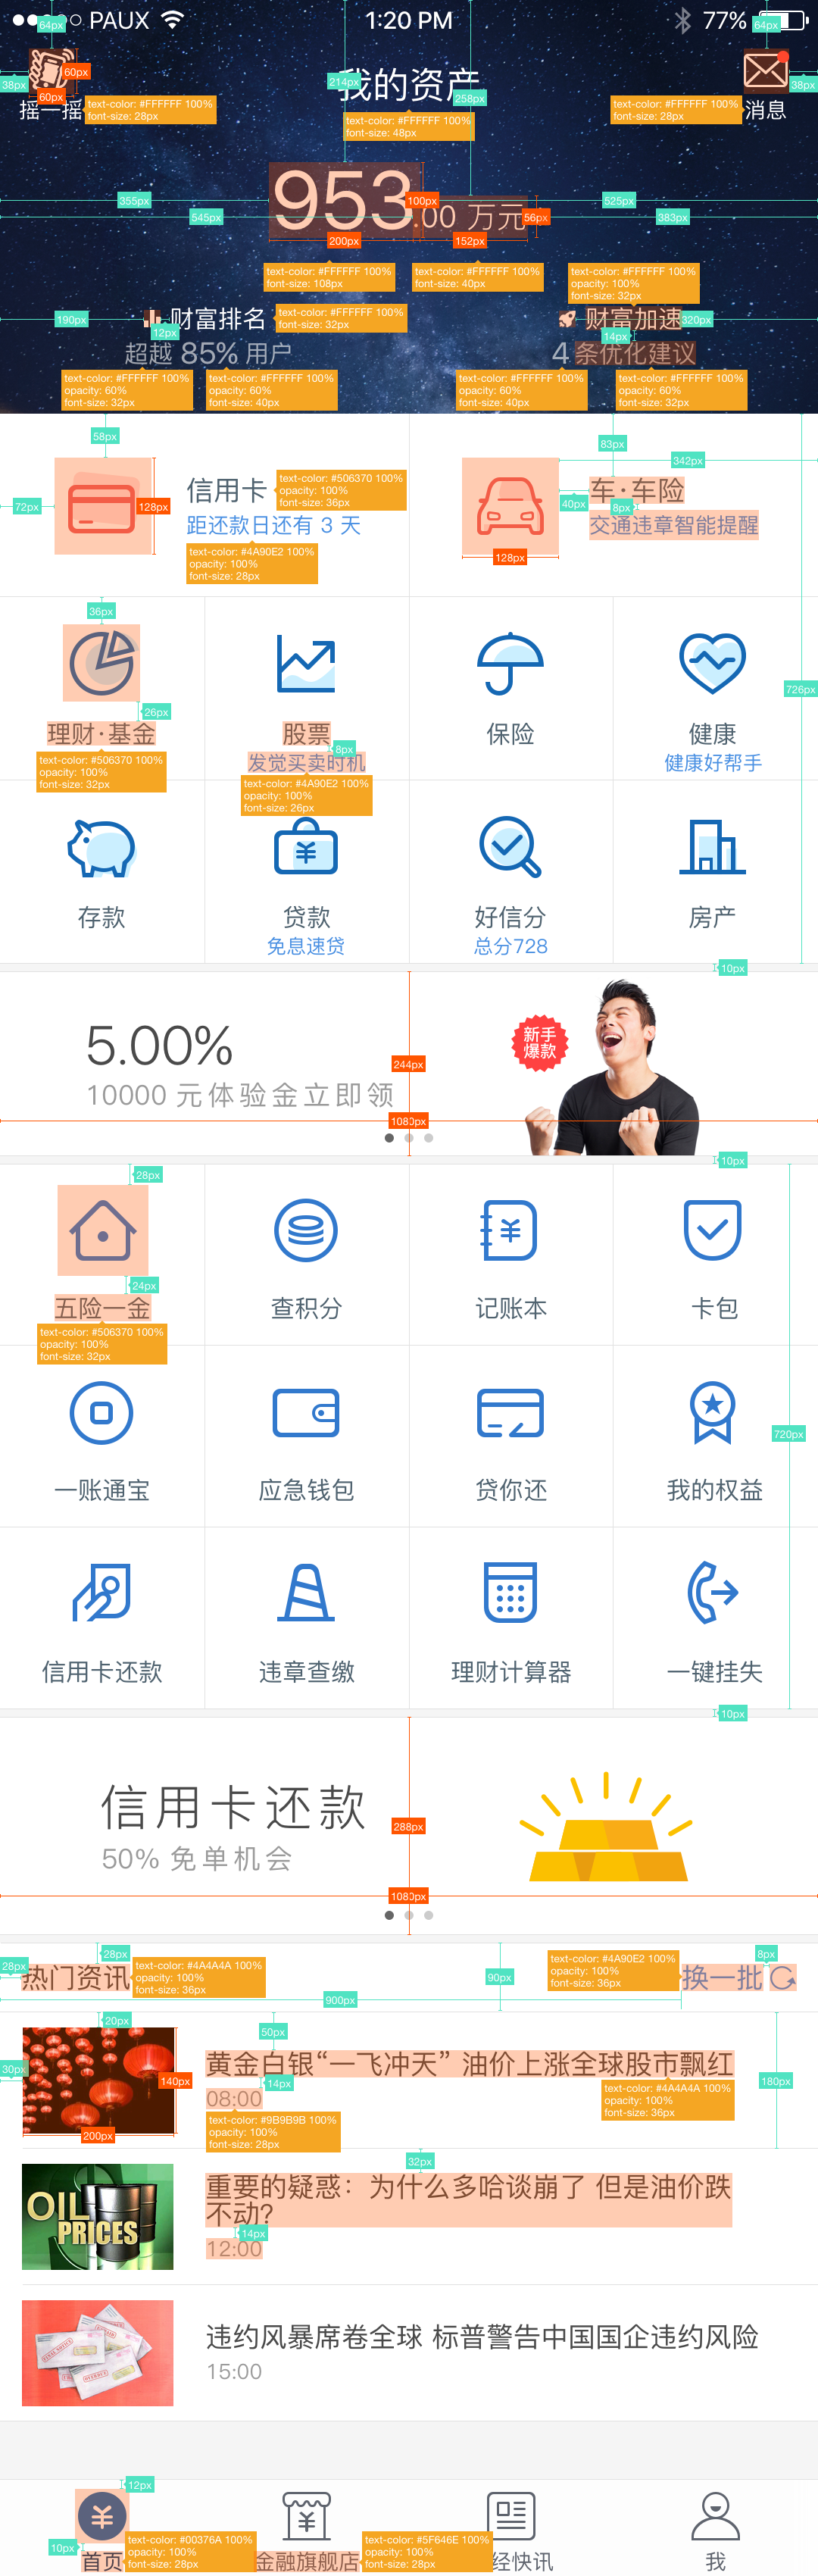 PAUX
1:20 PM
77%
64px
64px
60px
60px
38px
38px
214px
258px
我的资产
摇一摇
text-color: #FFFFFF 100%
font-size: 28px
text-color: #FFFFFF 100%
font-size: 48px
text-color: #FFFFFF 100%
font-size: 28px
消息
953.00 万元
355px
100px
525px
545px
56px
383px
200px
152px
text-color: #FFFFFF 100%
font-size: 108px
text-color: #FFFFFF 100%
font-size: 40px
text-color: #FFFFFF 100%
opacity: 100%
font-size: 32px
190px
财富排名
text-color: #FFFFFF 100%
font-size: 32px
财富加速
320px
12px
14px
超越 85% 用户
4 条优化建议
text-color: #FFFFFF 100%
opacity: 60%
font-size: 32px
text-color: #FFFFFF 100%
opacity: 60%
font-size: 40px
text-color: #FFFFFF 100%
opacity: 60%
font-size: 40px
text-color: #FFFFFF 100%
opacity: 60%
font-size: 32px
58px
83px
342px
72px
128px
信用卡
text-color: #506370 100%
opacity: 100%
font-size: 36px
距还款日还有 3 天
text-color: #4A90E2 100%
opacity: 100%
font-size: 28px
40px
车·车险
8px
交通违章智能提醒
128px
36px
726px
26px
理财·基金
text-color: #506370 100%
opacity: 100%
font-size: 32px
股票
8px
发觉买卖时机
text-color: #4A90E2 100%
opacity: 100%
font-size: 26px
保险
健康
健康好帮手
存款
贷款
免息速贷
好信分
总分728
房产
10px
5.00%
10000 元体验金立即领
新手
爆款
244px
1080px
10px
28px
24px
五险一金
text-color: #506370 100%
opacity: 100%
font-size: 32px
查积分
记账本
卡包
720px
一账通宝
应急钱包
贷你还
我的权益
信用卡还款
违章查缴
理财计算器
一键挂失
10px
信用卡还款
50% 免单机会
288px
1080px
28px
28px
热门资讯
text-color: #4A4A4A 100%
opacity: 100%
font-size: 36px
90px
text-color: #4A90E2 100%
opacity: 100%
font-size: 36px
8px
换一批
900px
20px
50px
30px
140px
200px
黄金白银“一飞冲天” 油价上涨全球股市飘红
14px
08:00
text-color: #9B9B9B 100%
opacity: 100%
font-size: 28px
text-color: #4A4A4A 100%
opacity: 100%
font-size: 36px
180px
32px
OIL
PRICES
重要的疑惑：为什么多哈谈崩了 但是油价跌
不动?
14px
12:00
违约风暴席卷全球 标普警告中国国企违约风险
15:00
12px
10px
首页
text-color: #00376A 100%
opacity: 100%
font-size: 28px
金融旗舰店
text-color: #5F646E 100%
opacity: 100%
font-size: 28px
经快讯
我